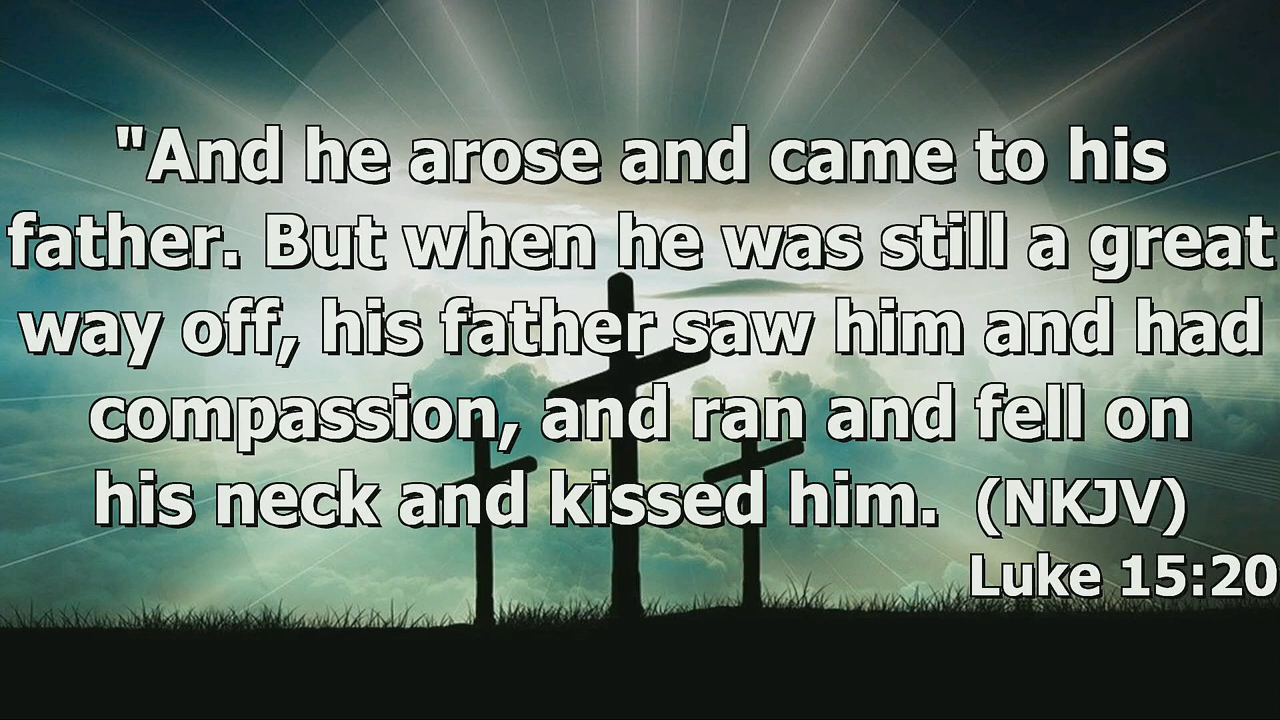 "And he arose and came to his
father. But when he was still a great
way off, his father saw him and had
compassion, and ran and fell on
his neck and kissed him.  (NKJV)
Luke 15:20